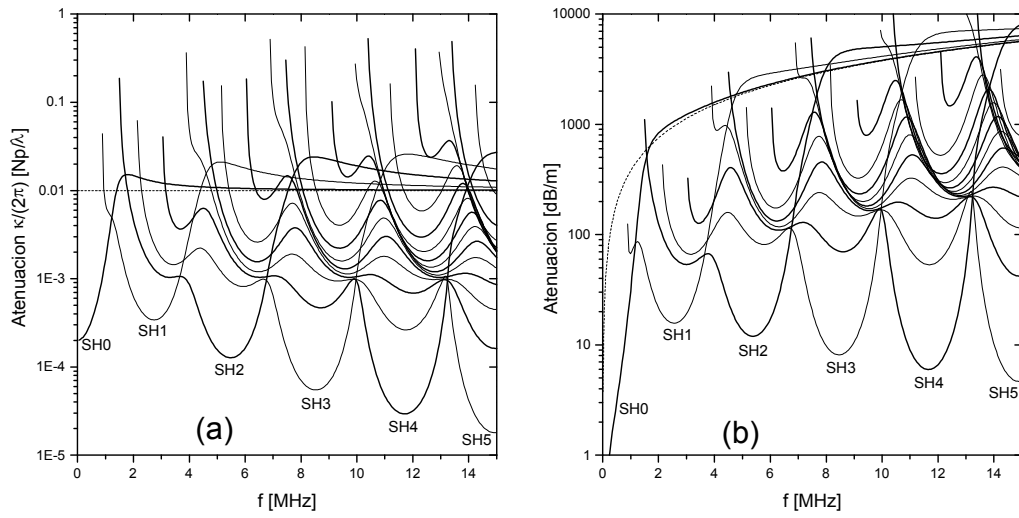 Atenuacion κ/(2π) [Np/λ]
1
0.1
0.01
1E-3
1E-4
1E-5
0 2 4 6 8 10 12 14
f [MHz]
SH0
SH1
SH2
SH3
SH4
SH5
(a)
Atenuacion [dB/m]
10000
1000
100
10
1
0 2 4 6 8 10 12 14
f [MHz]
SH0
SH1
SH2
SH3
SH4
SH5
(b)